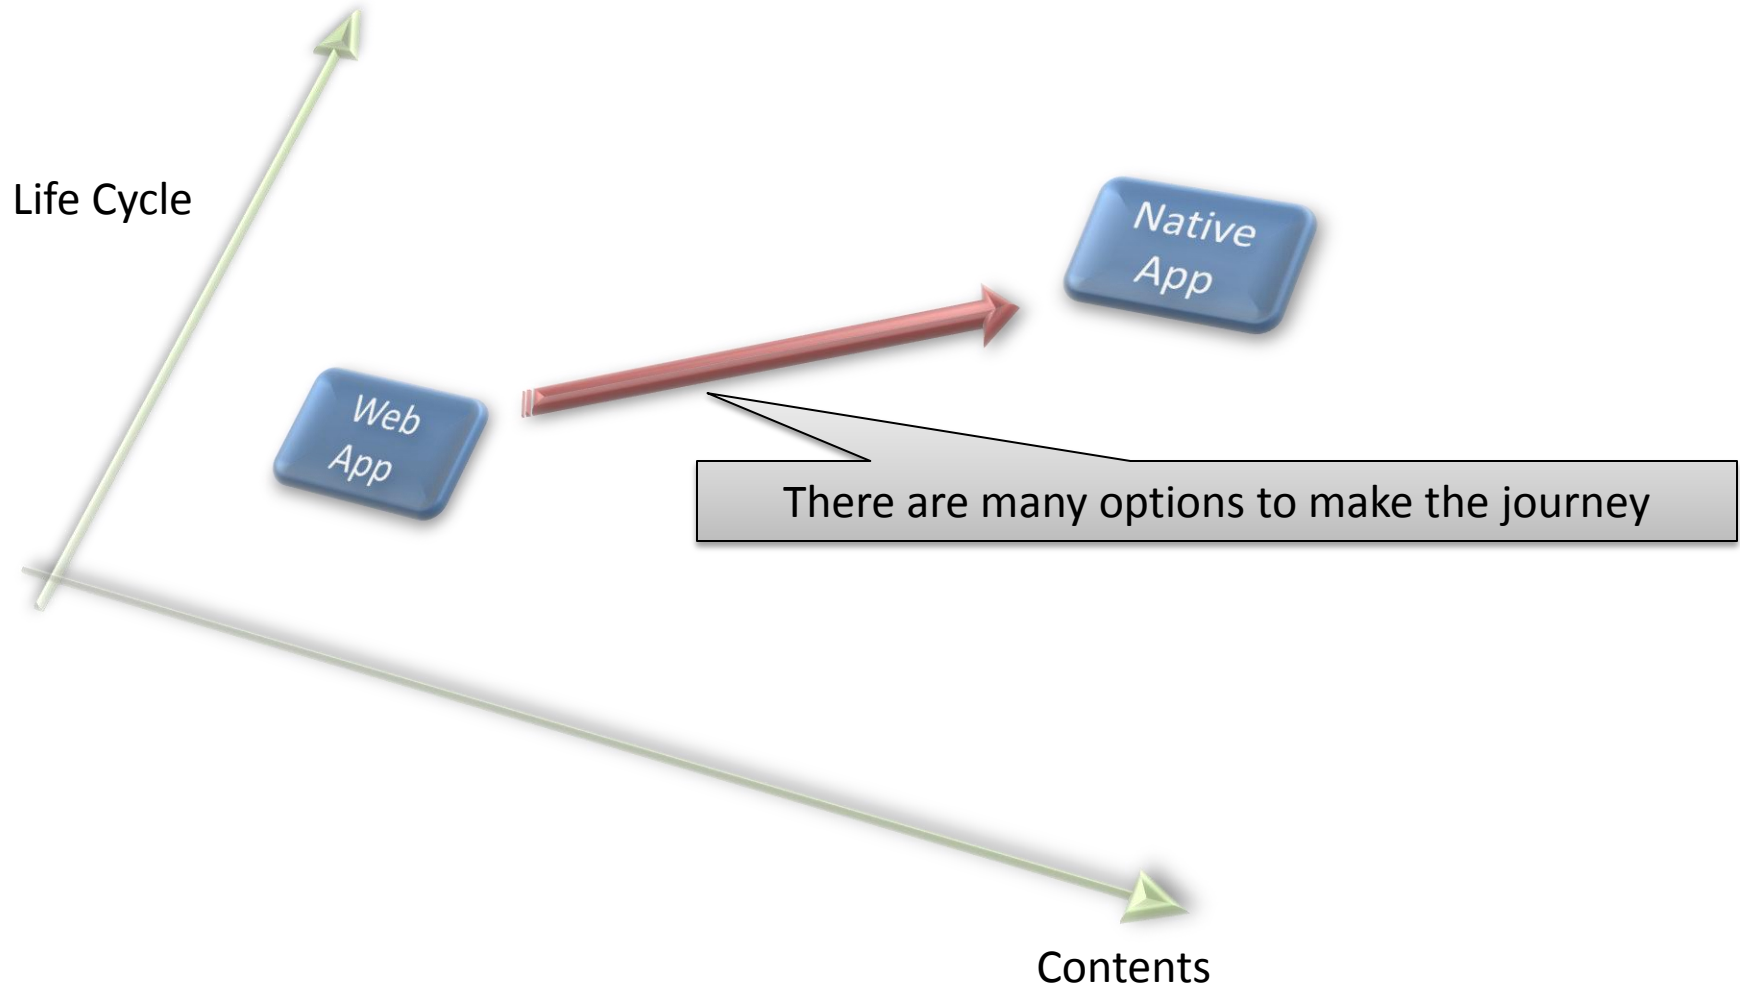 Life Cycle
Native
App
Web
App
There are many options to make the journey
Contents